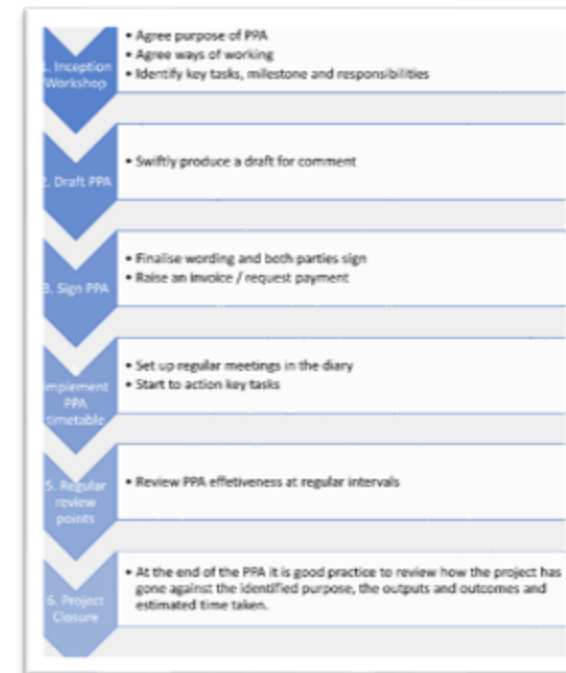 • Agree purpose of PPA
• Agree ways of working
• Identify key tasks, milestone and responsibilities
1. Inception
Workshop
• Swiftly produce a draft for comment
2. Draft PPA
• Finalise wording and both parties sign
• Raise an invoice / request payment
3. Sign PPA
• Set up regular meetings in the diary
• Start to action key tasks
Implement
PPA
timetable
• Review PPA effetiveness at regular intervals
5. Regular
review
points
• At the end of the PPA it is good practice to review how the project has
gone against the identified purpose, the outputs and outcomes and
estimated time taken.
6. Project
Closure